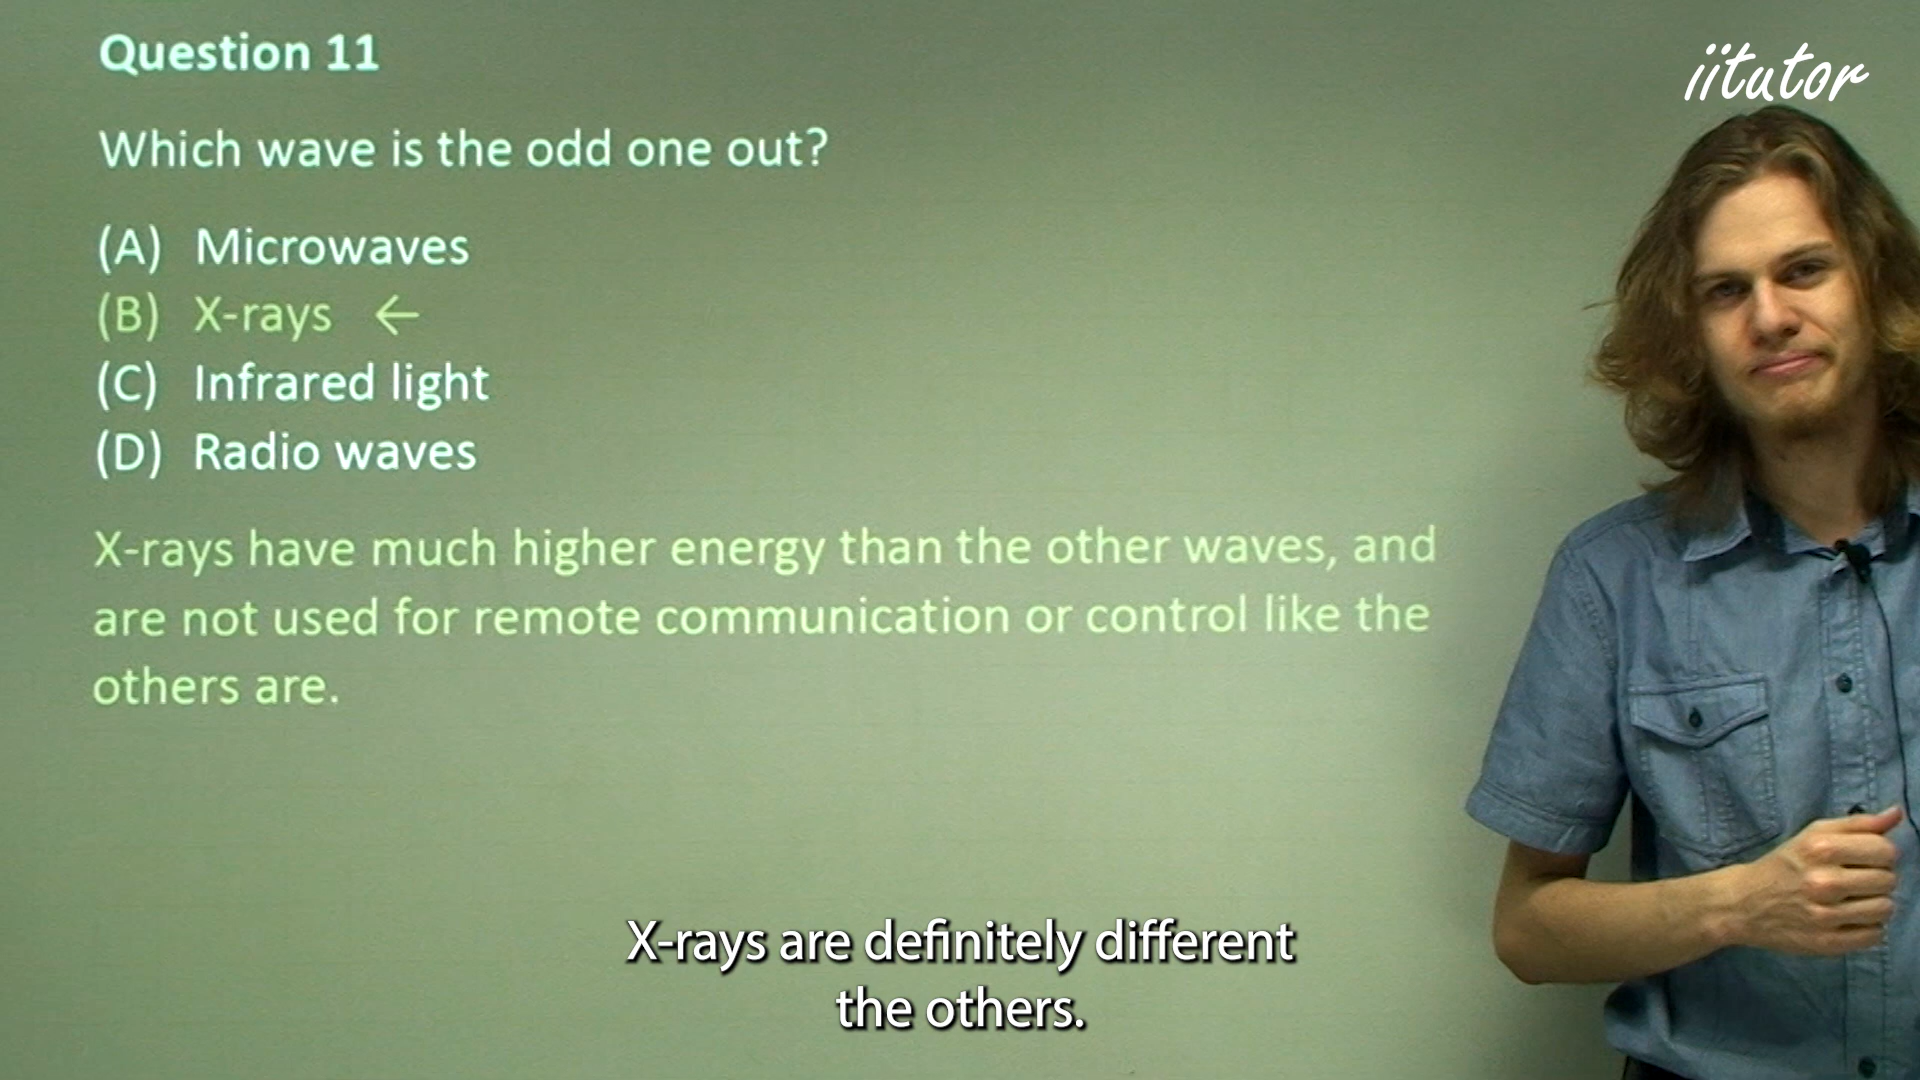 iitutor
Question 11
Which wave is the odd one out?
(A) Microwaves
(B) X-rays ←
(C) Infrared light
(D) Radio waves
X-rays have much higher energy than the other waves, and
are not used for remote communication or control like the
others are.
X-rays are definitely different
the others.